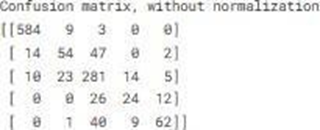 Confusion matrix, without normalization
[[584 9 3 0 0]
[ 14 54 47 0 2]
[ 10 23 281 14 5]
[ 0 0 26 24 12]
[ 0 1 40 9 62]]